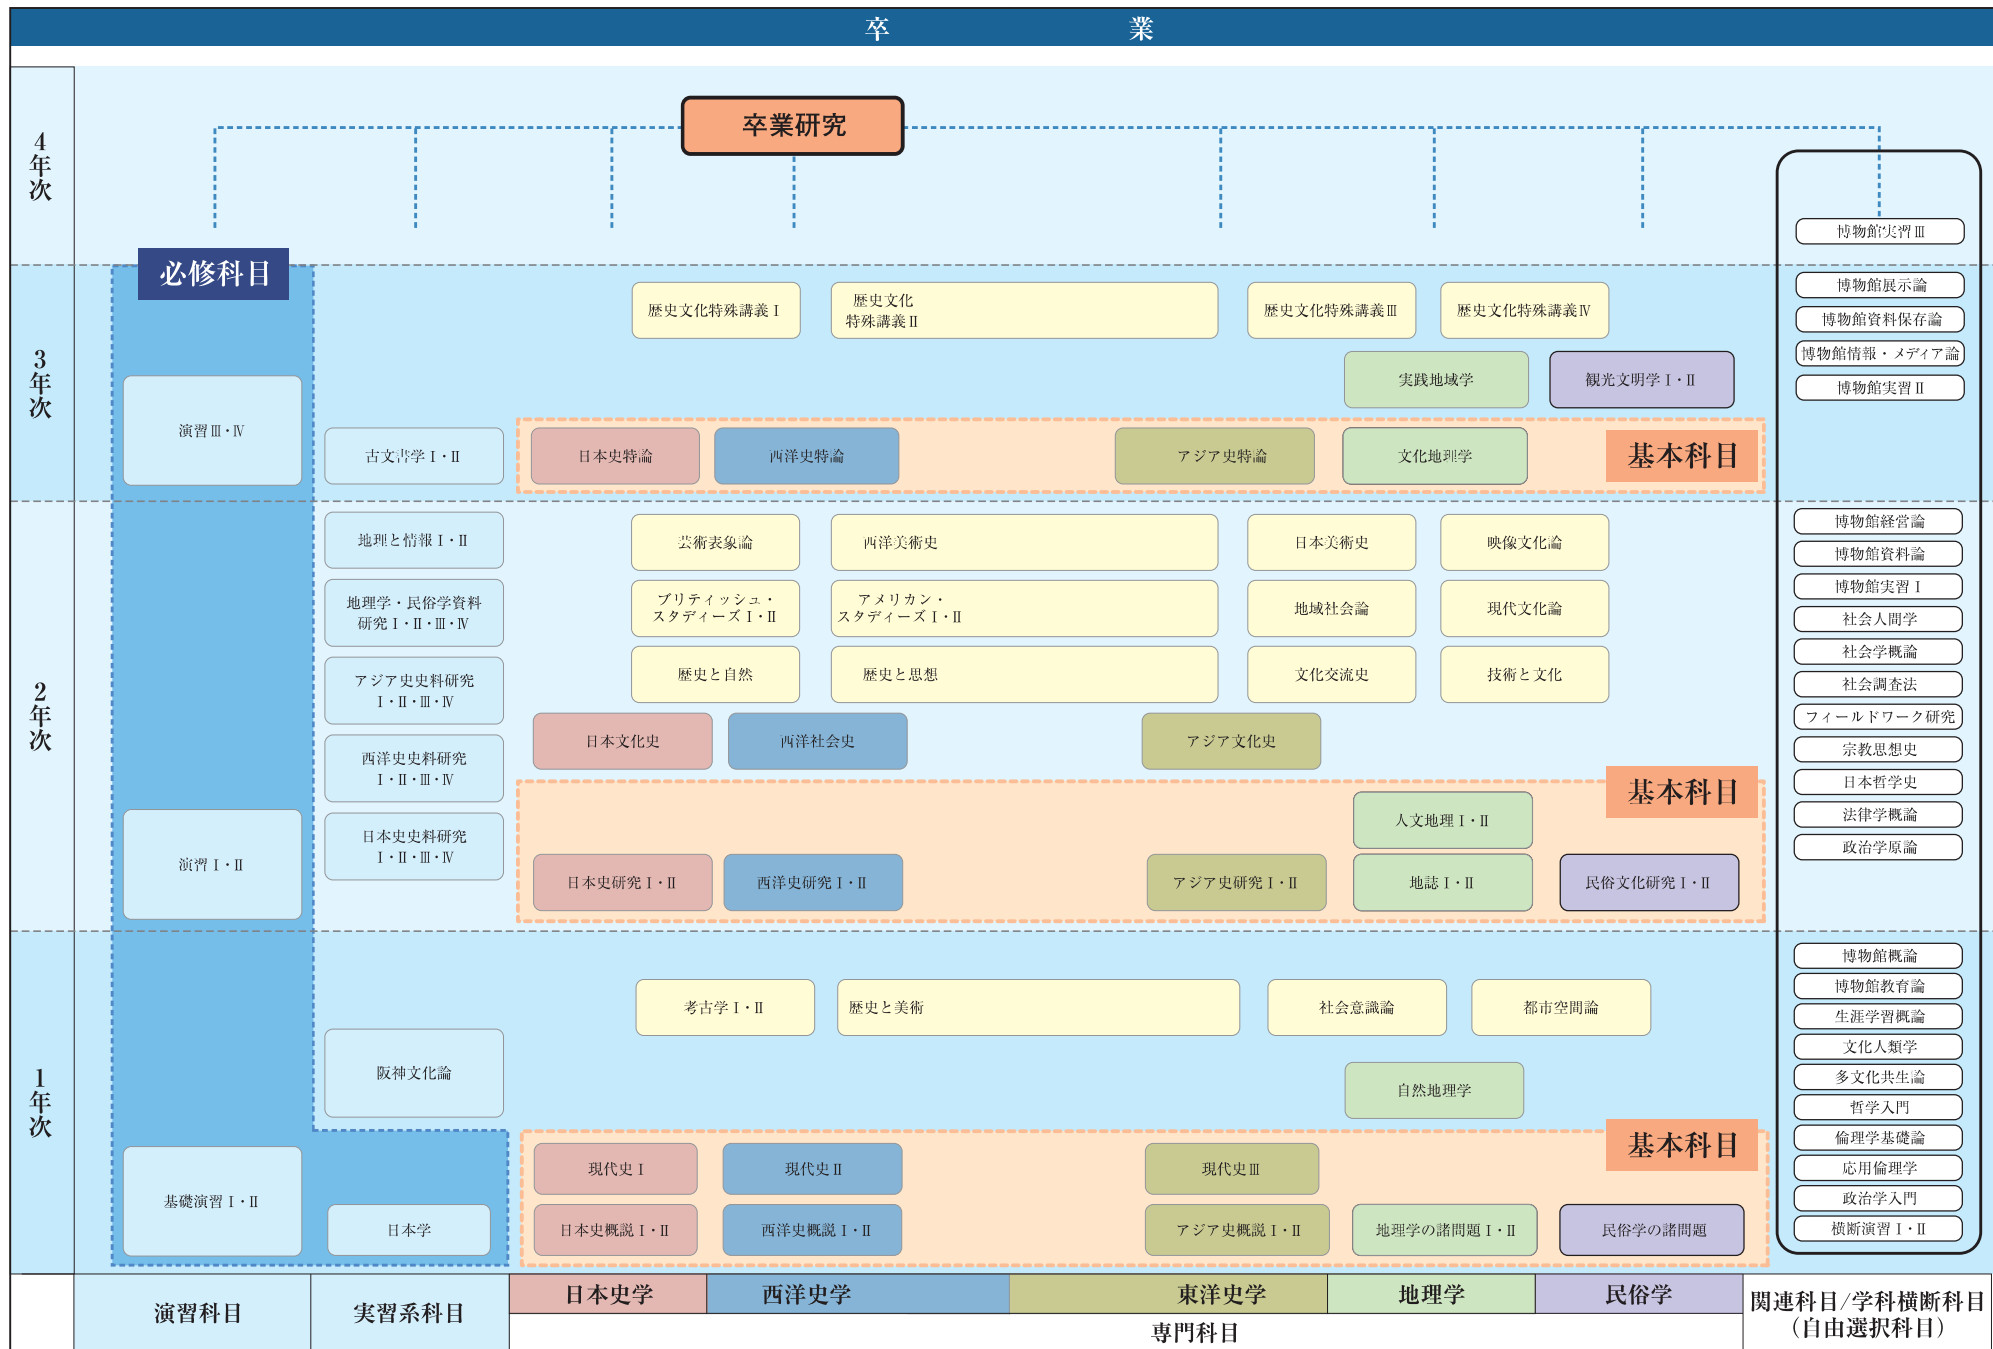 卒業
4年次
卒業研究
博物館実習Ⅲ
必修科目
3年次
歴史文化特殊講義Ⅰ
歴史文化
特殊講義Ⅱ
歴史文化特殊講義Ⅲ
歴史文化特殊講義Ⅳ
実践地域学
観光文明学Ⅰ・Ⅱ
演習Ⅲ・Ⅳ
古文書学Ⅰ・Ⅱ
日本史特論
西洋史特論
アジア史特論
文化地理学
基本科目
博物館展示論
博物館資料保存論
博物館情報・メディア論
博物館実習Ⅱ
2年次
地理と情報Ⅰ・Ⅱ
地理学・民俗学資料
研究Ⅰ・Ⅱ・Ⅲ・Ⅳ
アジア史史料研究
Ⅰ・Ⅱ・Ⅲ・Ⅳ
西洋史史料研究
Ⅰ・Ⅱ・Ⅲ・Ⅳ
日本史史料研究
Ⅰ・Ⅱ・Ⅲ・Ⅳ
演習Ⅰ・Ⅱ
芸術表象論
西洋美術史
日本美術史
映像文化論
ブリティッシュ・
スタディーズⅠ・Ⅱ
アメリカン・
スタディーズⅠ・Ⅱ
地域社会論
現代文化論
歴史と自然
歴史と思想
文化交流史
技術と文化
日本文化史
西洋社会史
アジア文化史
基本科目
人文地理Ⅰ・Ⅱ
日本史研究Ⅰ・Ⅱ
西洋史研究Ⅰ・Ⅱ
アジア史研究Ⅰ・Ⅱ
地誌Ⅰ・Ⅱ
民俗文化研究Ⅰ・Ⅱ
博物館経営論
博物館資料論
博物館実習Ⅰ
社会人間学
社会学概論
社会調査法
フィールドワーク研究
宗教思想史
日本哲学史
法律学概論
政治学原論
1年次
考古学Ⅰ・Ⅱ
歴史と美術
社会意識論
都市空間論
阪神文化論
自然地理学
基本科目
基礎演習Ⅰ・Ⅱ
日本学
現代史Ⅰ
現代史Ⅱ
現代史Ⅲ
日本史概説Ⅰ・Ⅱ
西洋史概説Ⅰ・Ⅱ
アジア史概説Ⅰ・Ⅱ
地理学の諸問題Ⅰ・Ⅱ
民俗学の諸問題
博物館概論
博物館教育論
生涯学習概論
文化人類学
多文化共生論
哲学入門
倫理学基礎論
応用倫理学
政治学入門
横断演習Ⅰ・Ⅱ
演習科目
実習系科目
日本史学
西洋史学
東洋史学
地理学
民俗学
専門科目
関連科目/学科横断科目
（自由選択科目）